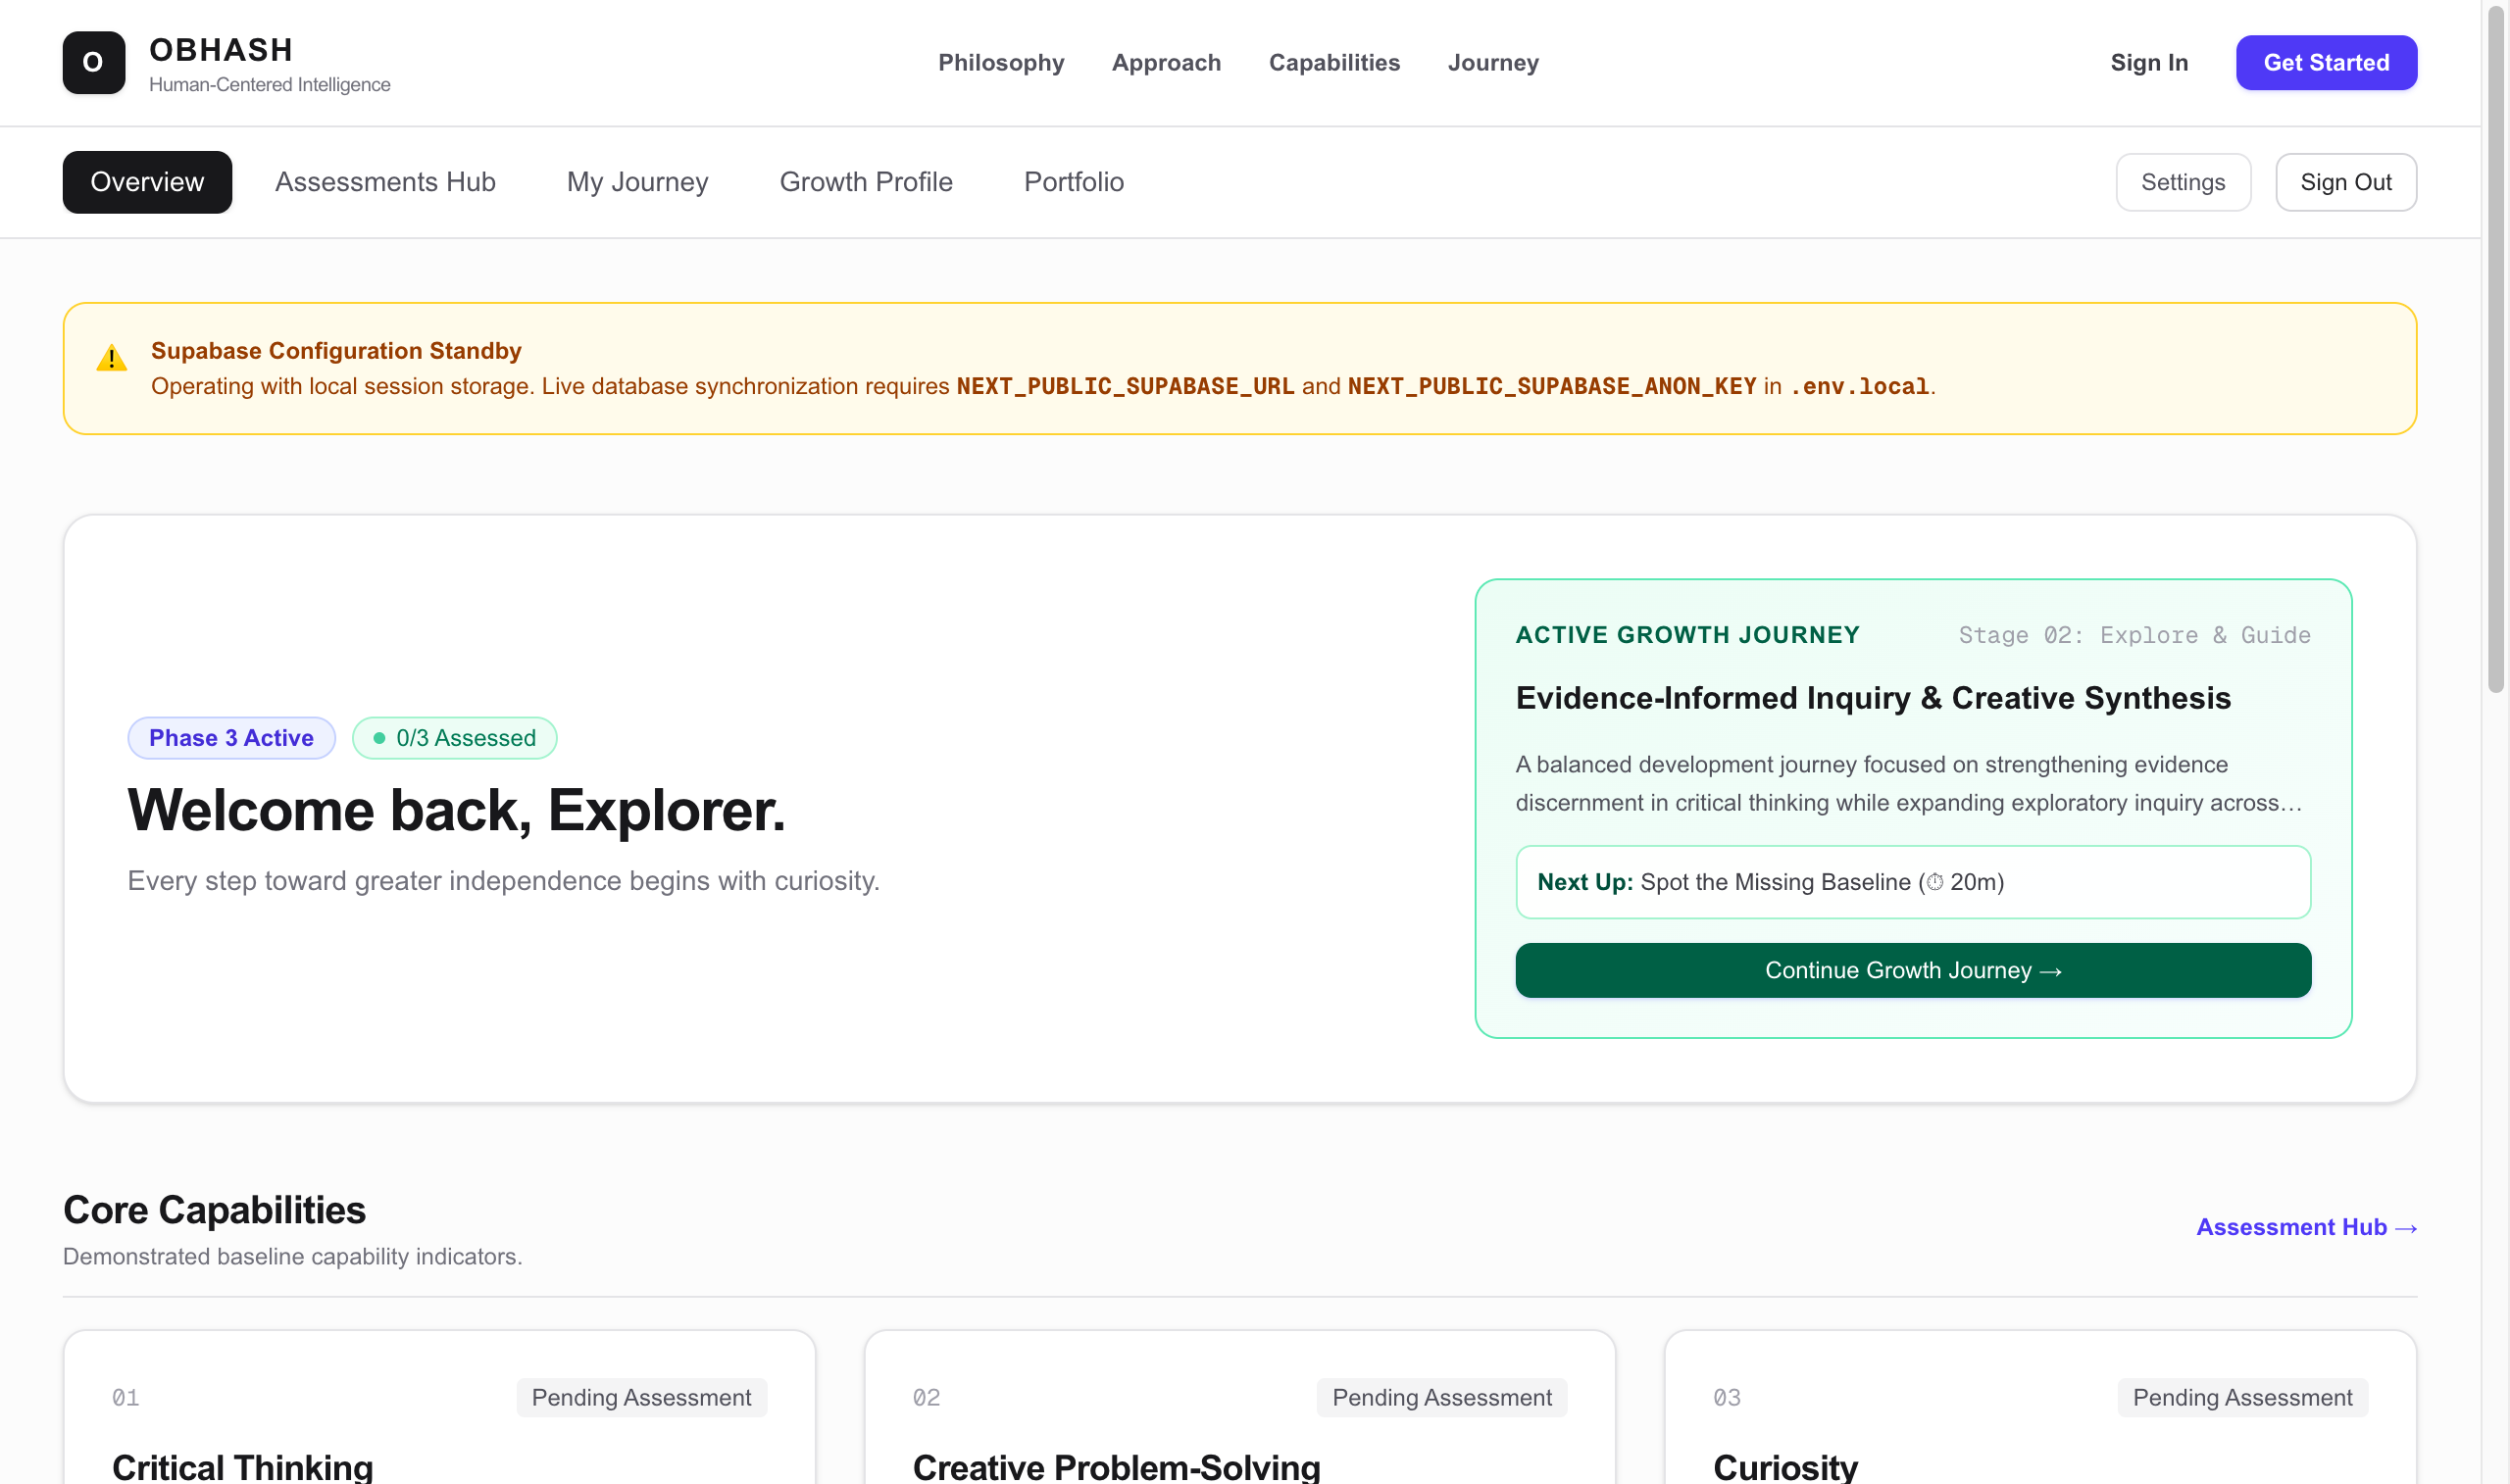 O
OBHASH
Human-Centered Intelligence
Philosophy
Approach
Capabilities
Journey
Sign In
Get Started
Overview
Assessments Hub
My Journey
Growth Profile
Portfolio
Settings
Sign Out
Supabase Configuration Standby
Operating with local session storage. Live database synchronization requires NEXT_PUBLIC_SUPABASE_URL and NEXT_PUBLIC_SUPABASE_ANON_KEY in .env.local.
Phase 3 Active
0/3 Assessed
Welcome back, Explorer.
Every step toward greater independence begins with curiosity.
ACTIVE GROWTH JOURNEY
Stage 02: Explore & Guide
Evidence-Informed Inquiry & Creative Synthesis
A balanced development journey focused on strengthening evidence
discernment in critical thinking while expanding exploratory inquiry across…
Next Up: Spot the Missing Baseline (⏱ 20m)
Continue Growth Journey →
Core Capabilities
Demonstrated baseline capability indicators.
Assessment Hub →
01
Pending Assessment
Critical Thinking
02
Pending Assessment
Creative Problem-Solving
03
Pending Assessment
Curiosity